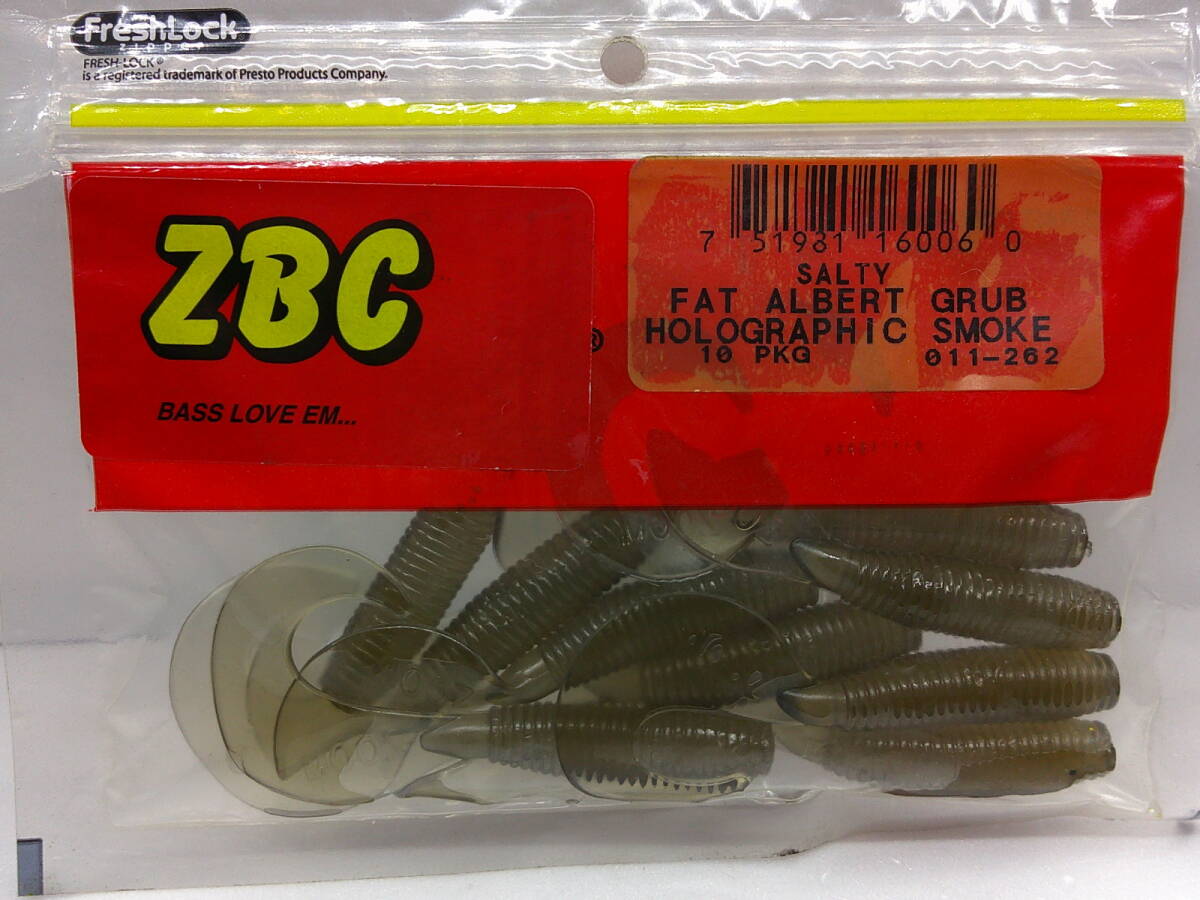 FreshLock
ZIPPER
FRESH-LOCK®
is a registered trademark of Presto Products Company.
ZBC
BASS LOVE EM...
®
7 51981 16006 0
SALTY
FAT ALBERT GRUB
HOLOGRAPHIC SMOKE
10 PKG 011-262